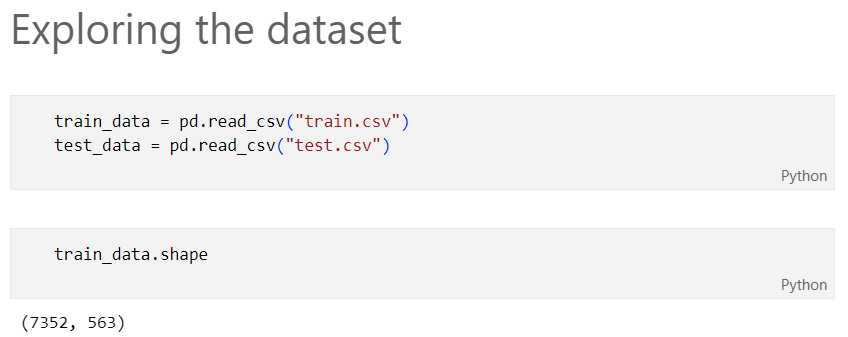 Exploring the dataset
train_data = pd.read_csv("train.csv")
test_data = pd.read_csv("test.csv")
Python
train_data.shape
Python
(7352, 563)